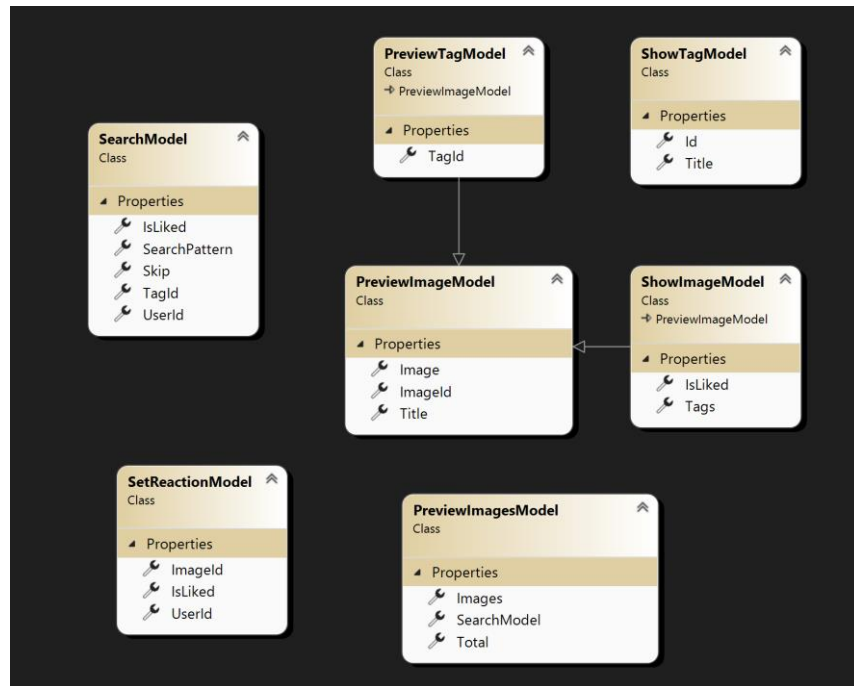 PreviewTagModel
Class
PreviewImageModel
Properties
TagId
ShowTagModel
Class
Properties
Id
Title
SearchModel
Class
Properties
IsLiked
SearchPattern
Skip
TagId
UserId
PreviewImageModel
Class
Properties
Image
ImageId
Title
ShowImageModel
Class
PreviewImageModel
Properties
IsLiked
Tags
SetReactionModel
Class
Properties
ImageId
IsLiked
UserId
PreviewImagesModel
Class
Properties
Images
SearchModel
Total